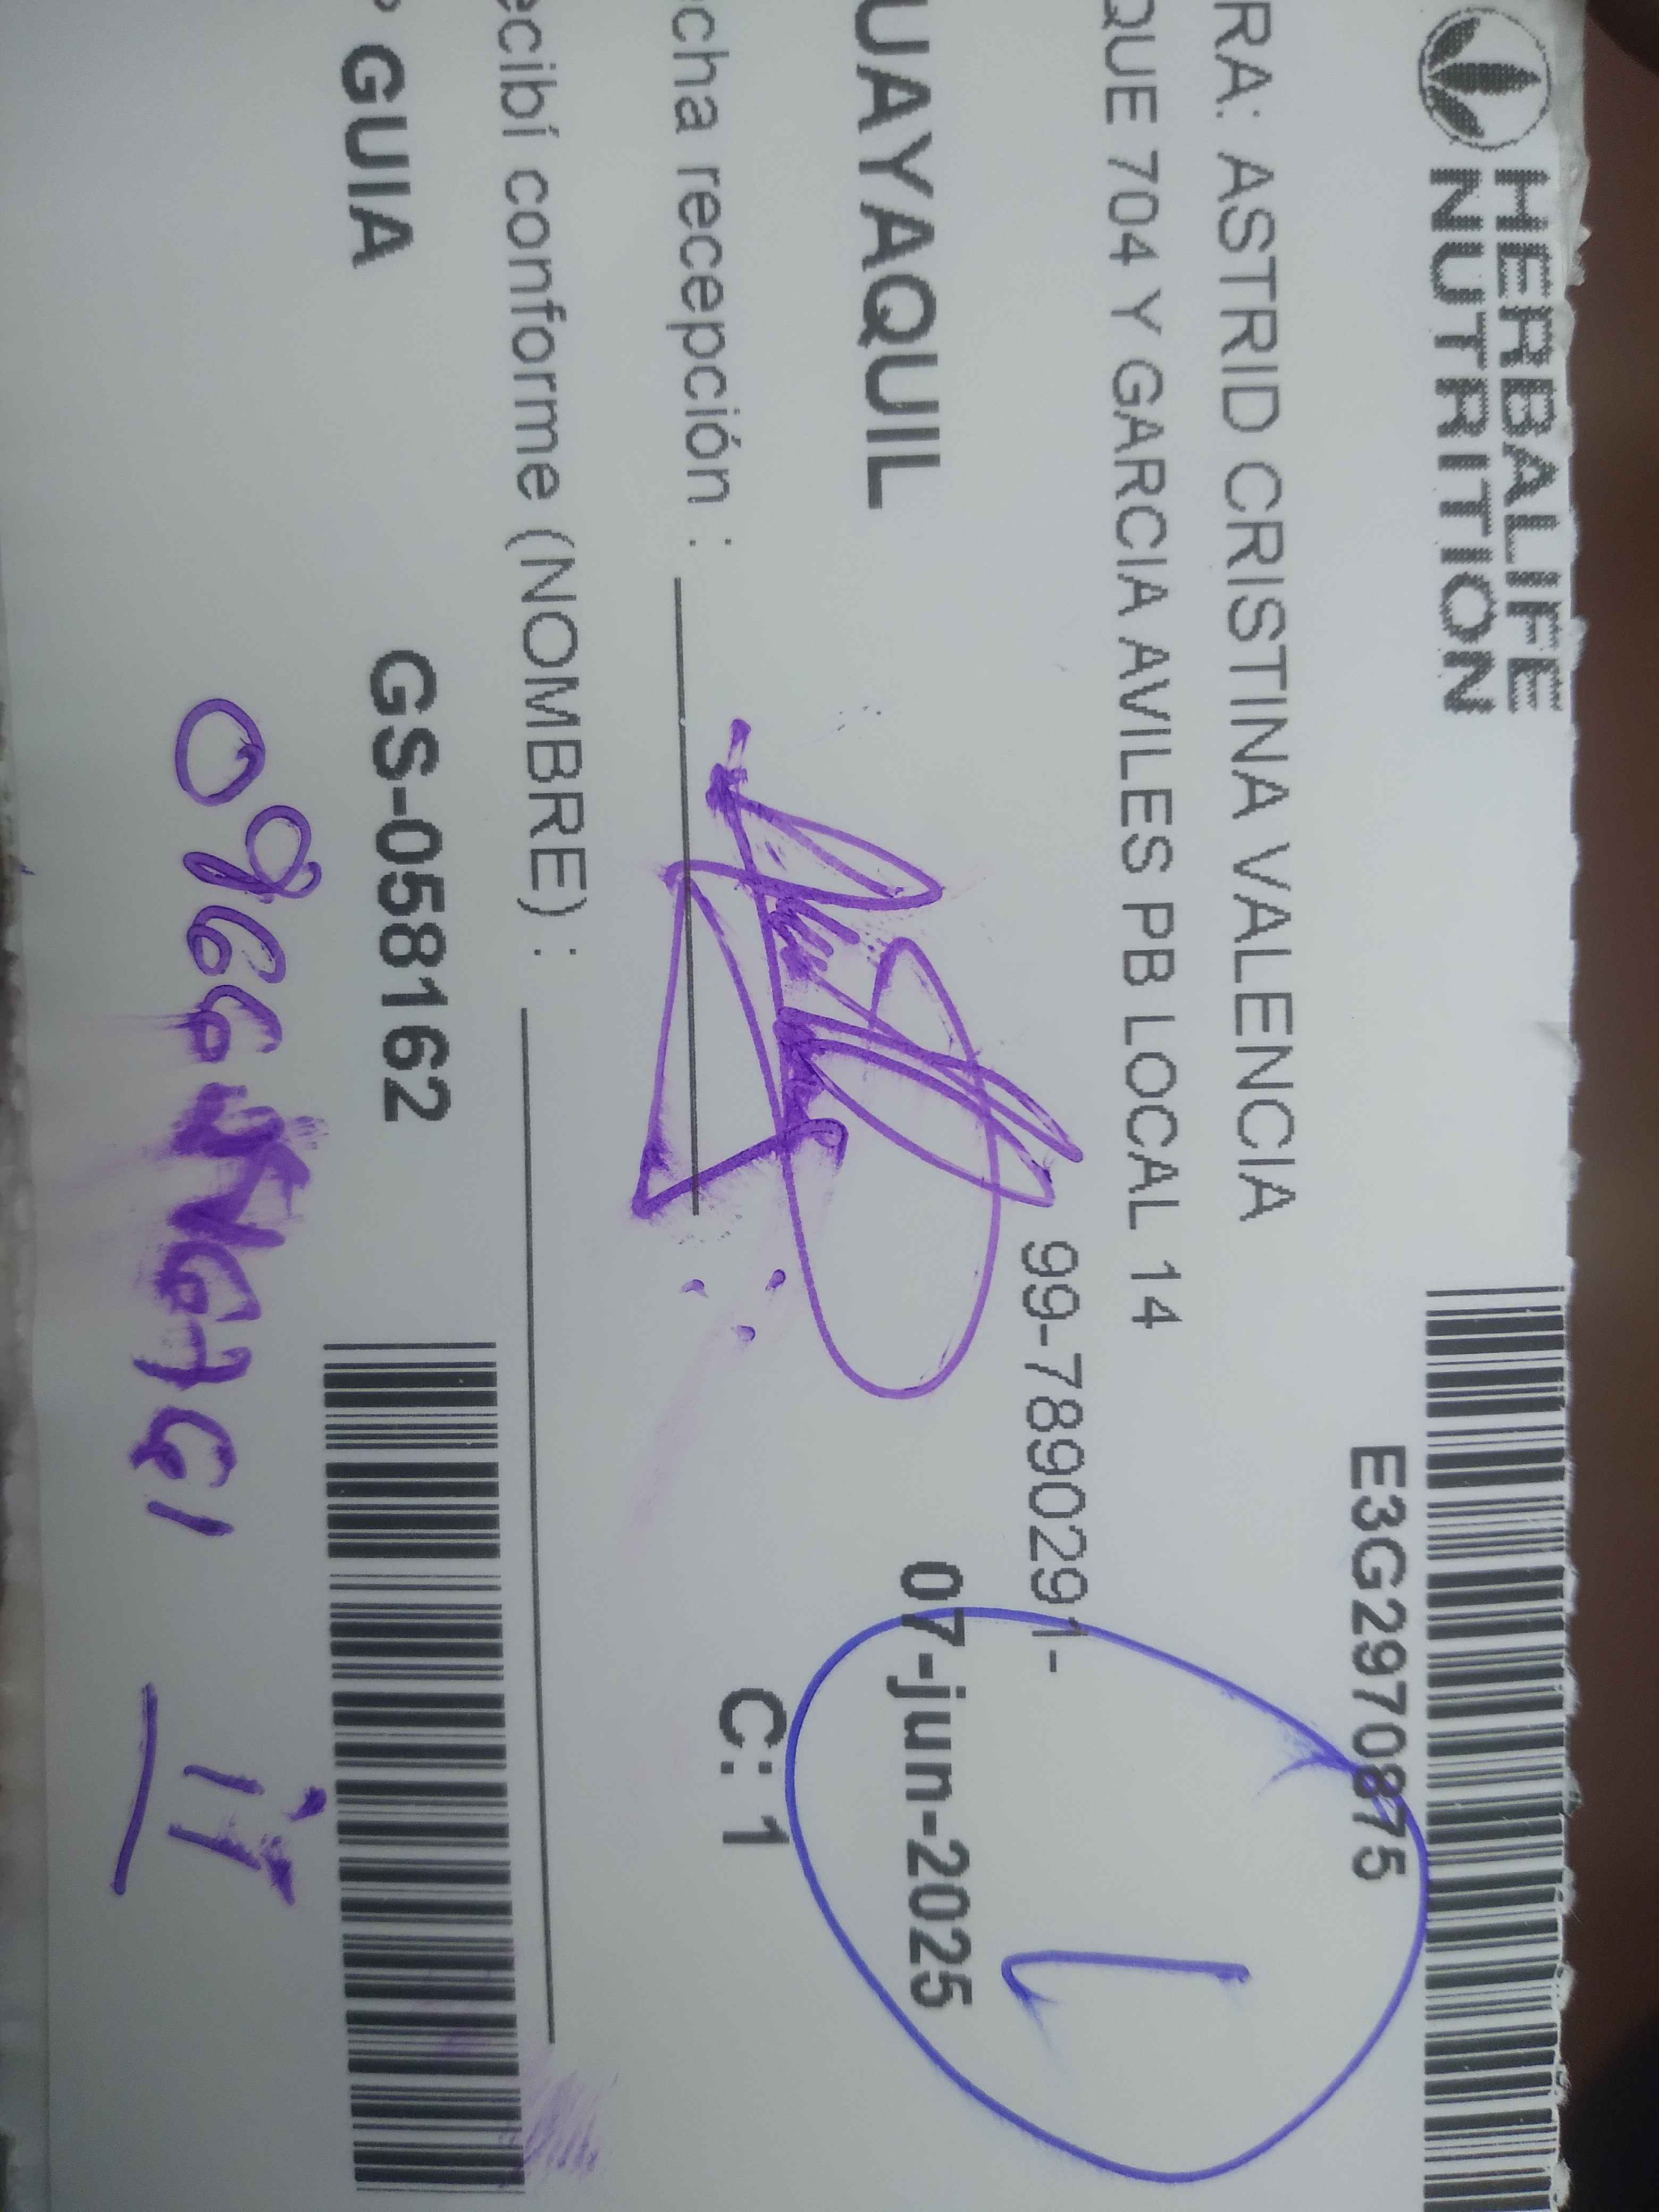 HERBALIFE
NUTRITION
E3G2970875
RA: ASTRID CRISTINA VALENCIA
QUE 704 Y GARCIA AVILES PB LOCAL 14
99-7890291-
1
UAYAQUIL
07-jun-2025
cha recepción :
C: 1
ecibí conforme (NOMBRE) :
GUIA
GS-058162